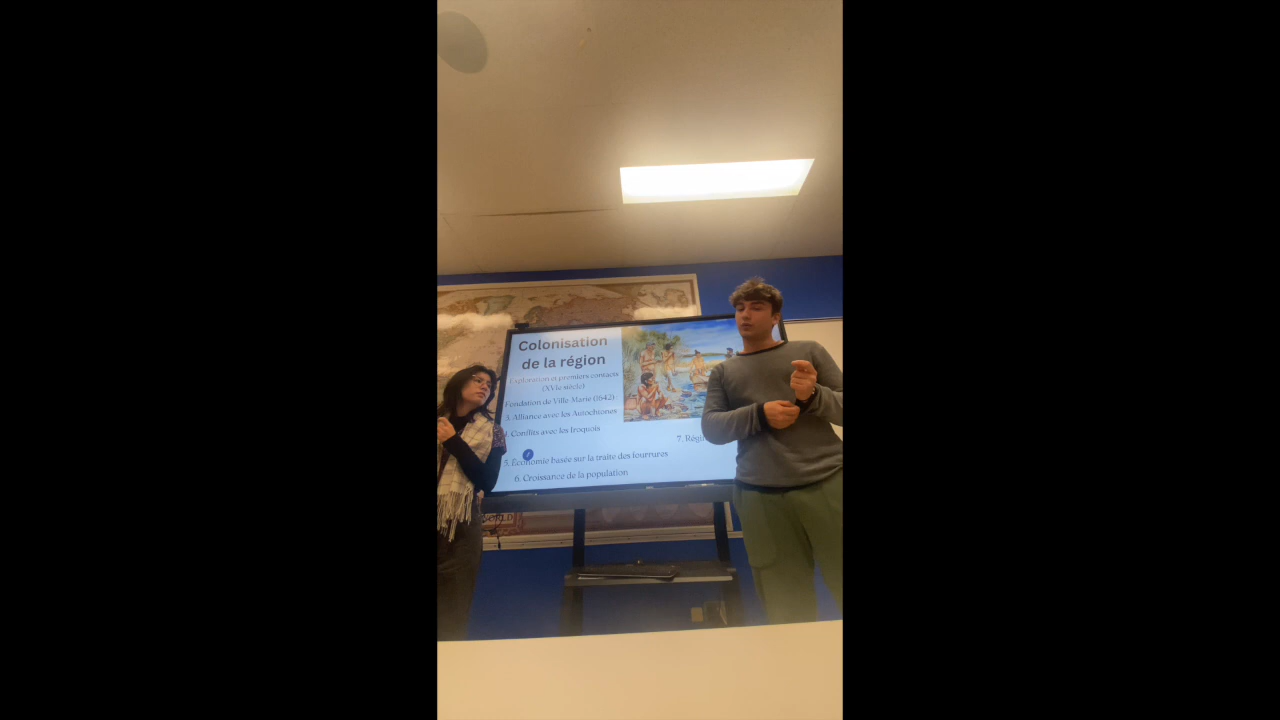 Colonisation
de la région
Exploration et premiers contacts
(XVIe siècle)
Fondation de Ville-Marie (1642)
3. Alliance avec les Autochtones
4. Conflits avec les Iroquois
7. Régi
5. Économie basée sur la traite des fourrures
6. Croissance de la population